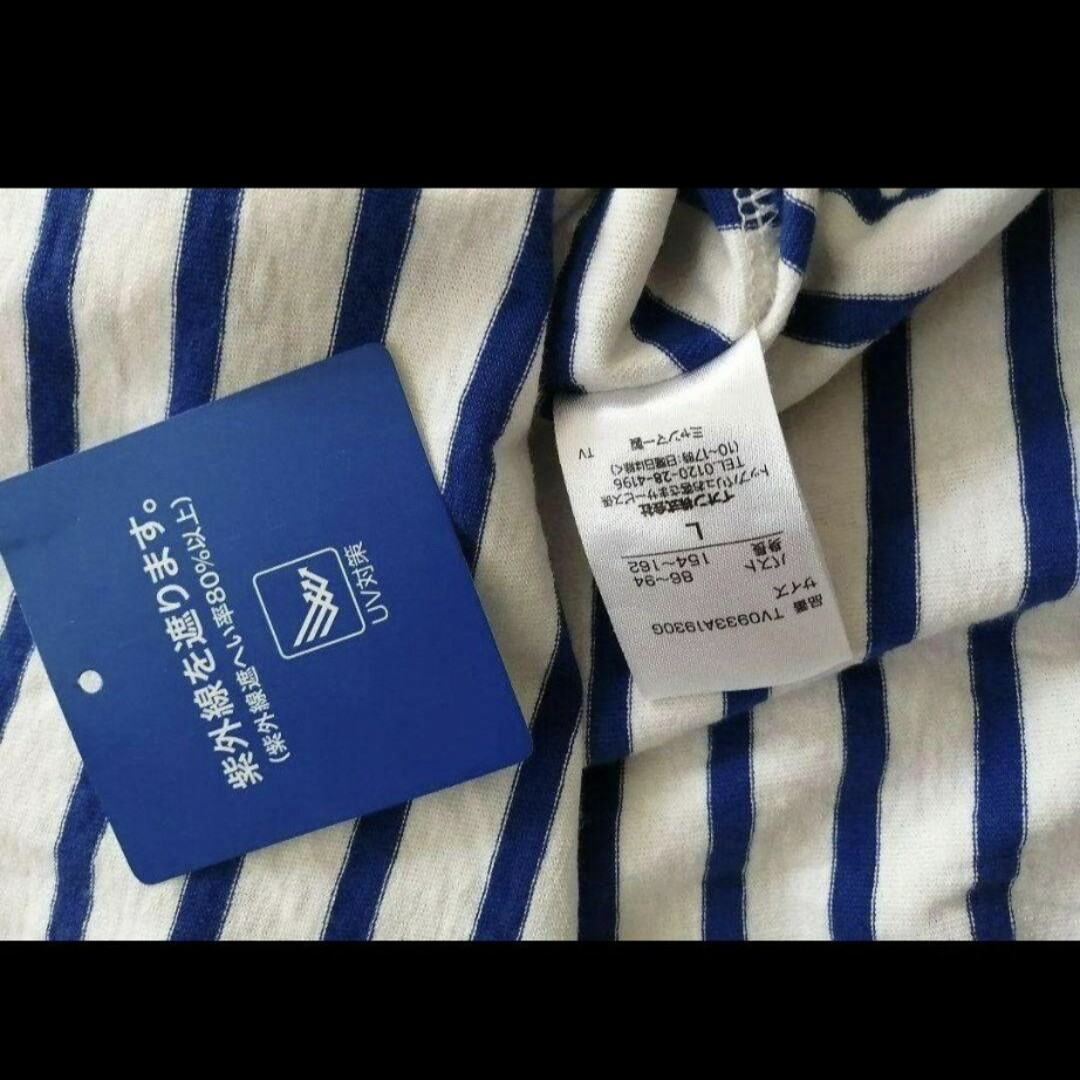 紫外線を遮ります。
(紫外線遮へい率80%以上)
UV対策
品番 TV0933A1930G
サイズ
バスト 86~94
身長 154~162
L
イオン株式会社
トップバリュお客さまサービス係
TEL.0120-28-4196
(10~17時:日曜日は除く)
ミャンマー製
TV